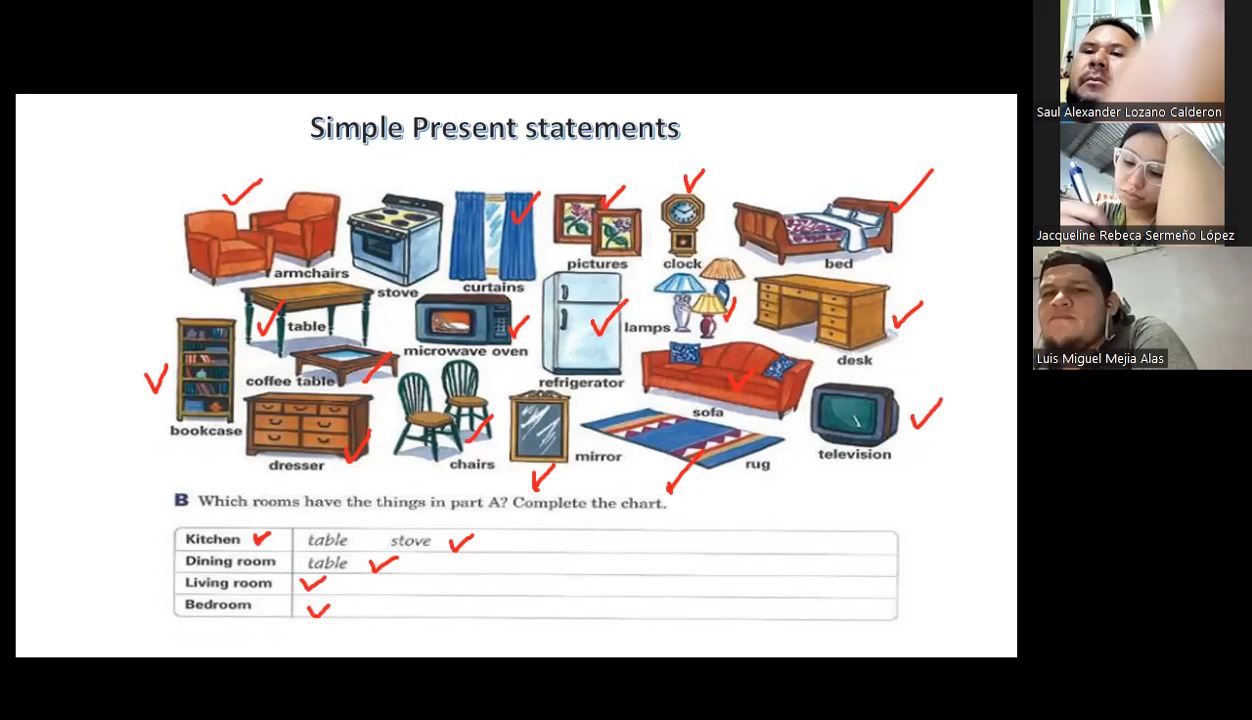 Simple Present statements
Saul Alexander Lozano Calderon
Jacqueline Rebeca Sermeño López
Luis Miguel Mejia Alas
armchairs
stove
curtains
pictures
clock
bed
table
microwave oven
refrigerator
lamps
desk
bookcase
coffee table
sofa
dresser
chairs
mirror
rug
television
B Which rooms have the things in part A? Complete the chart.
Kitchen table stove
Dining room table
Living room
Bedroom